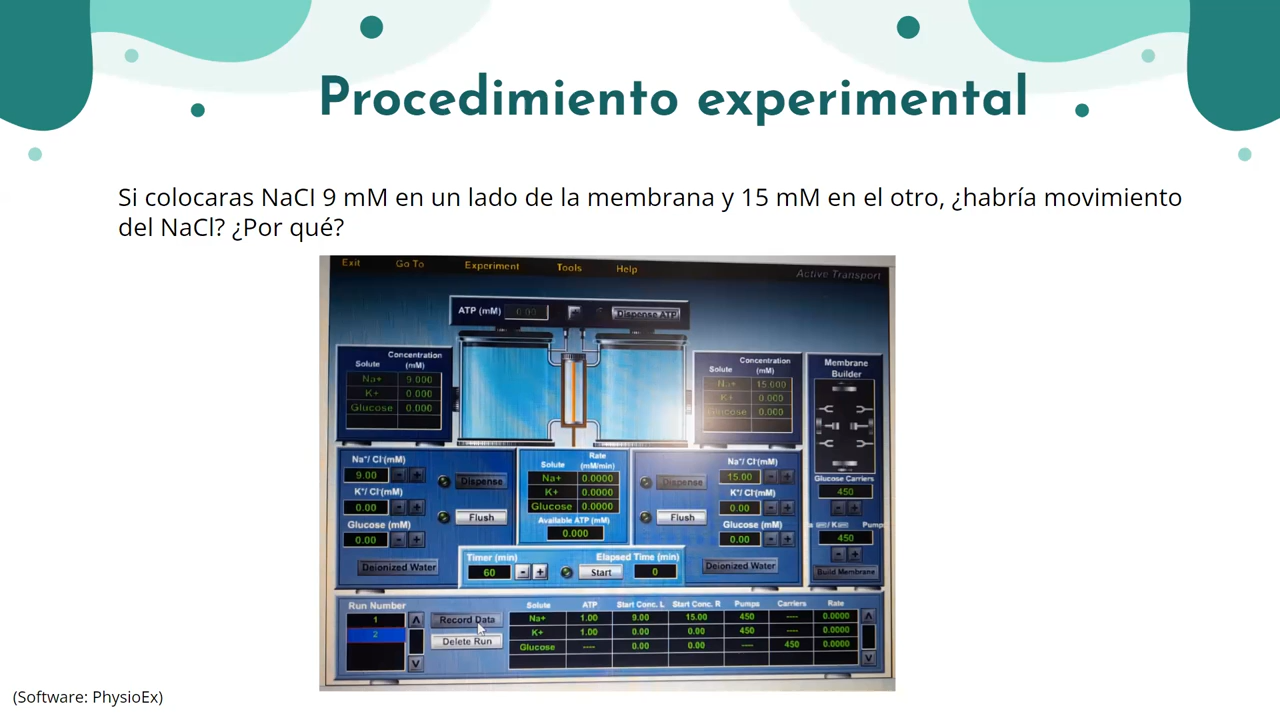 Procedimiento experimental
Si colocaras NaCI 9 mM en un lado de la membrana y 15 mM en el otro, ¿habría movimiento
del NaCl? ¿Por qué?
Exit Go To Experiment Tools Help Active Transport
ATP (mM) 0.00 Dispense ATP
Solute Concentration (mM)
Na+ 9.000
K+ 0.000
Glucose 0.000
Solute Concentration (mM)
Na+ 15.000
K+ 0.000
Glucose 0.000
Membrane
Builder
Glucose Carriers
450
Pump
450
Build Membrane
Na+/ Cl-(mM)
9.00 Dispense
K+/ Cl-(mM)
0.00 Flush
Glucose (mM)
0.00
Deionized Water
Solute Rate (mM/min)
Na+ 0.0000
K+ 0.0000
Glucose 0.0000
Available ATP (mM)
0.000
Na+/ Cl-(mM)
Dispense 15.00
K+/ Cl-(mM)
Flush 0.00
Glucose (mM)
0.00
Deionized Water
Timer (min) Elapsed Time (min)
60 - + Start 0
Run Number
1
2
Record Data
Delete Run
Solute ATP Start Conc. L Start Conc. R Pumps Carriers Rate
Na+ 1.00 9.00 15.00 450 ---- 0.0000
K+ 1.00 0.00 0.00 450 ---- 0.0000
Glucose ---- 0.00 0.00 ---- 450 0.0000
(Software: PhysioEx)